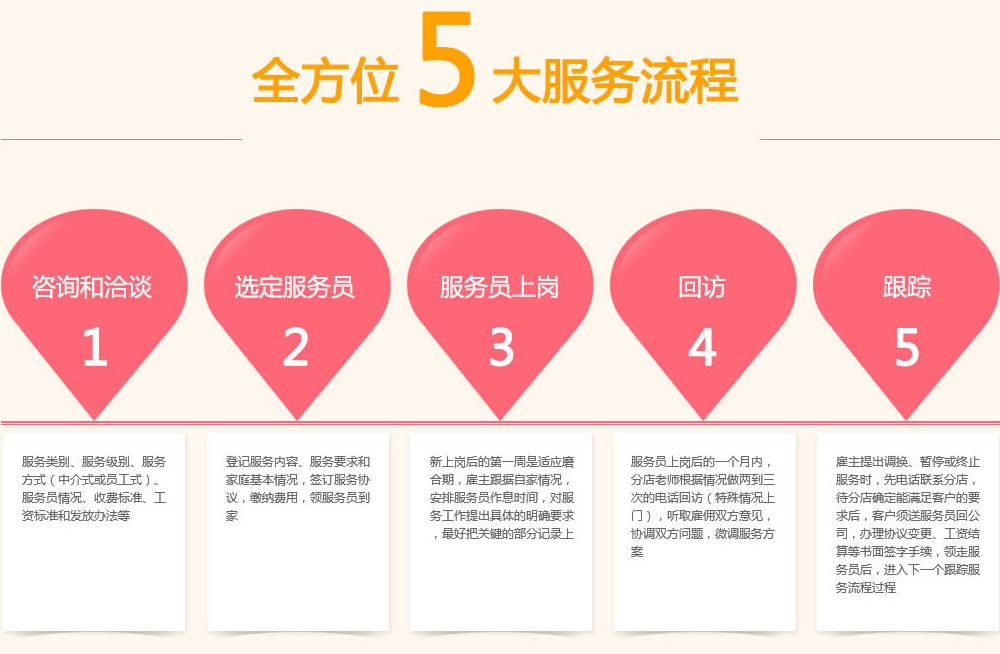 全方位5大服务流程
咨询和洽谈
1
选定服务员
2
服务员上岗
3
回访
4
跟踪
5
服务类别、服务级别、服务
方式（中介式或员工式）、
服务员情况、收费标准、工
资标准和发放办法等
登记服务内容、服务要求和
家庭基本情况，签订服务协
议，缴纳费用，领服务员到
家
新上岗后的第一周是适应磨
合期，雇主跟据自家情况，
安排服务员作息时间，对服
务工作提出具体的明确要求
，最好把关键的部分记录上
服务员上岗后的一个月内，
分店老师根据情况做两到三
次的电话回访（特殊情况上
门），听取雇佣双方意见，
协调双方问题，微调服务方
案
雇主提出调换、暂停或终止
服务时，先电话联系分店，
待分店确定能满足客户的要
求后，客户须送服务员回公
司，办理协议变更、工资结
算等书面签字手续，领走服
务员后，进入下一个跟踪服
务流程过程